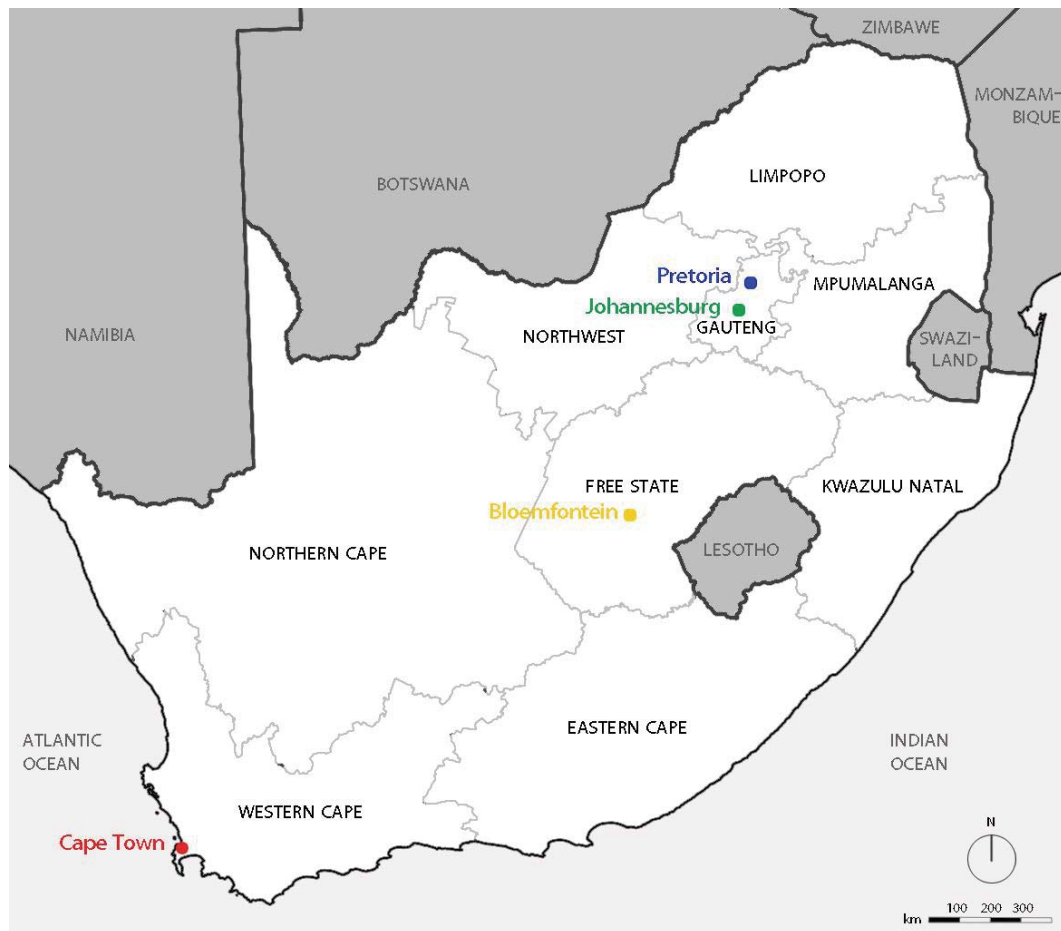 ZIMBAWE
MONZAM-
BIQUE
LIMPOPO
BOTSWANA
Pretoria
MPUMALANGA
Johannesburg
NAMIBIA
NORTHWEST
GAUTENG
SWAZI-
LAND
FREE STATE
KWAZULU NATAL
Bloemfontein
NORTHERN CAPE
LESOTHO
EASTERN CAPE
ATLANTIC
OCEAN
INDIAN
OCEAN
WESTERN CAPE
Cape Town
N
100 200 300
km